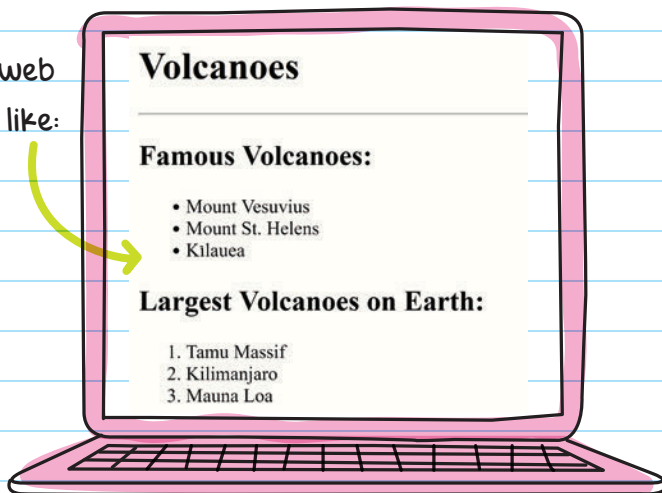 web
like:
Volcanoes
Famous Volcanoes:
• Mount Vesuvius
• Mount St. Helens
• Kīlauea
Largest Volcanoes on Earth:
1. Tamu Massif
2. Kilimanjaro
3. Mauna Loa